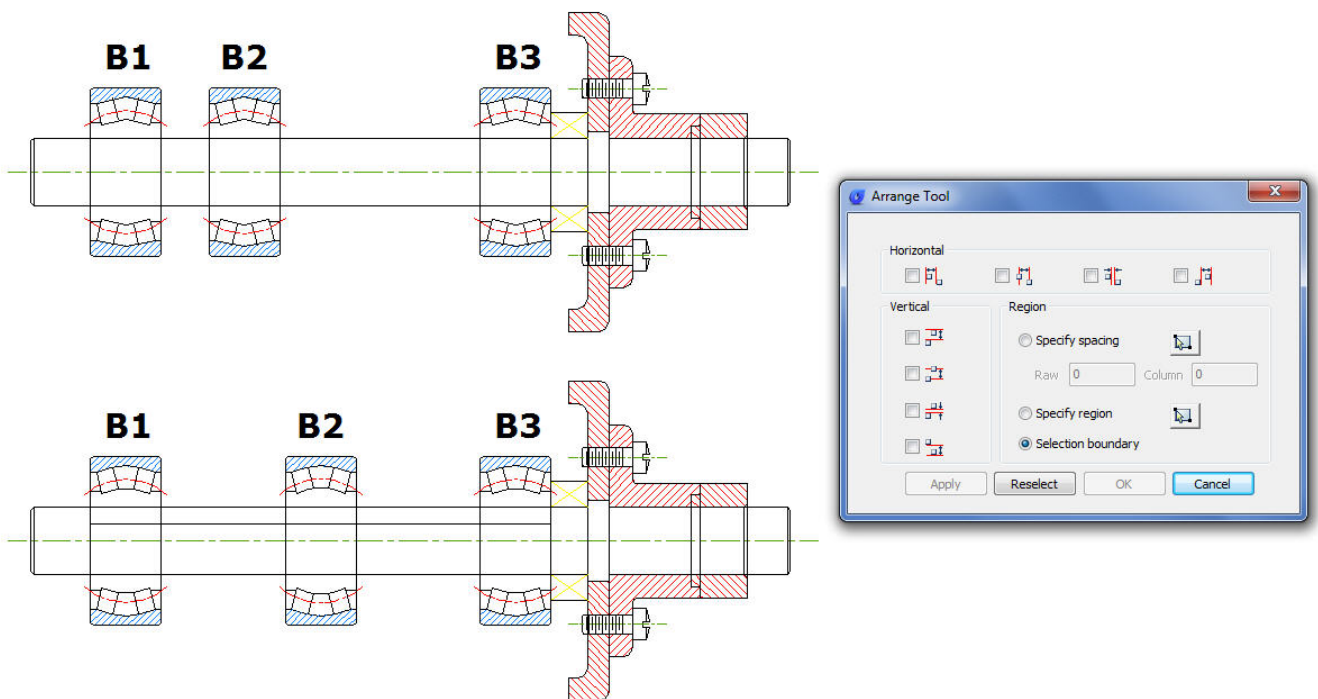 B1 B2 B3
B1 B2 B3
Arrange Tool
Horizontal
Vertical
Region
Specify spacing
Raw 0 Column 0
Specify region
Selection boundary
Apply Reselect OK Cancel